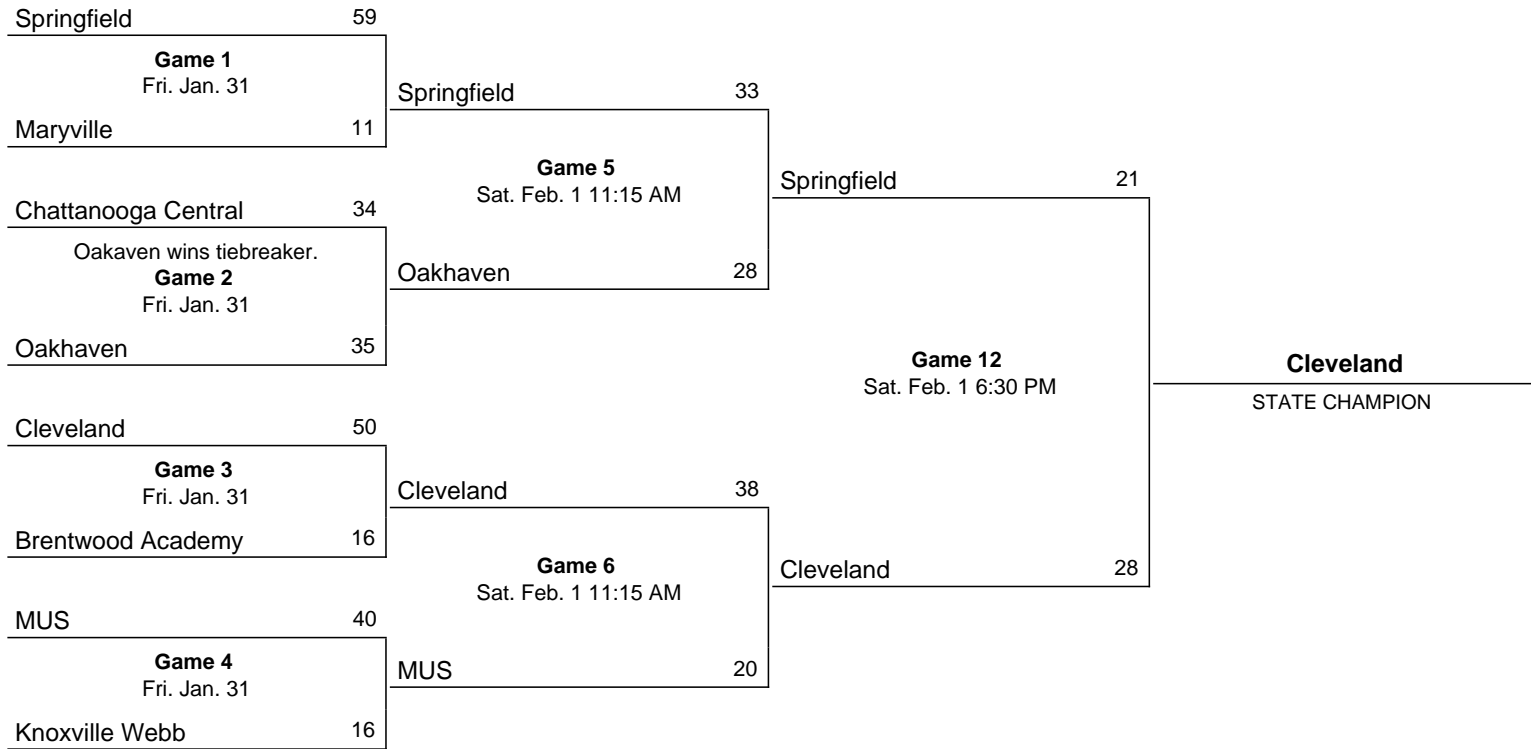 Springfield 59
Game 1
Fri. Jan. 31
Maryville 11
Chattanooga Central 34
Oakaven wins tiebreaker.
Game 2
Fri. Jan. 31
Oakhaven 35
Cleveland 50
Game 3
Fri. Jan. 31
Brentwood Academy 16
MUS 40
Game 4
Fri. Jan. 31
Knoxville Webb 16
Springfield 33
Game 5
Sat. Feb. 1 11:15 AM
Oakhaven 28
Cleveland 38
Game 6
Sat. Feb. 1 11:15 AM
MUS 20
Springfield 21
Game 12
Sat. Feb. 1 6:30 PM
Cleveland 28
Cleveland
STATE CHAMPION